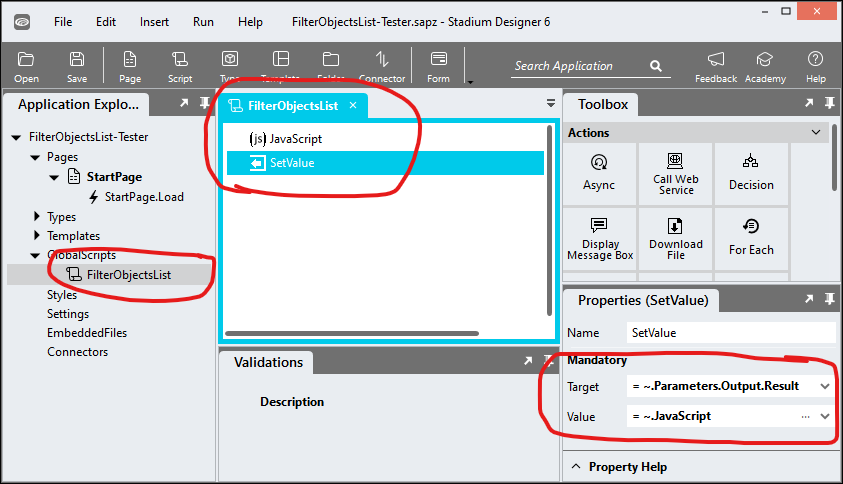 File Edit Insert Run Help FilterObjectsList-Tester.sapz - Stadium Designer 6
Open Save Page Script Type Template Folder Connector Form Search Application Feedback Academy Help
Application Explo...
FilterObjectsList-Tester
Pages
StartPage
StartPage.Load
Types
Templates
GlobalScripts
FilterObjectsList
Styles
Settings
EmbeddedFiles
Connectors
FilterObjectsList ×
(js) JavaScript
SetValue
Validations
Description
Toolbox
Actions
Async
Call Web
Service
Decision
Display
Message Box
Download
File
For Each
Properties (SetValue)
Name SetValue
Mandatory
Target = ~.Parameters.Output.Result
Value = ~.JavaScript ...
Property Help